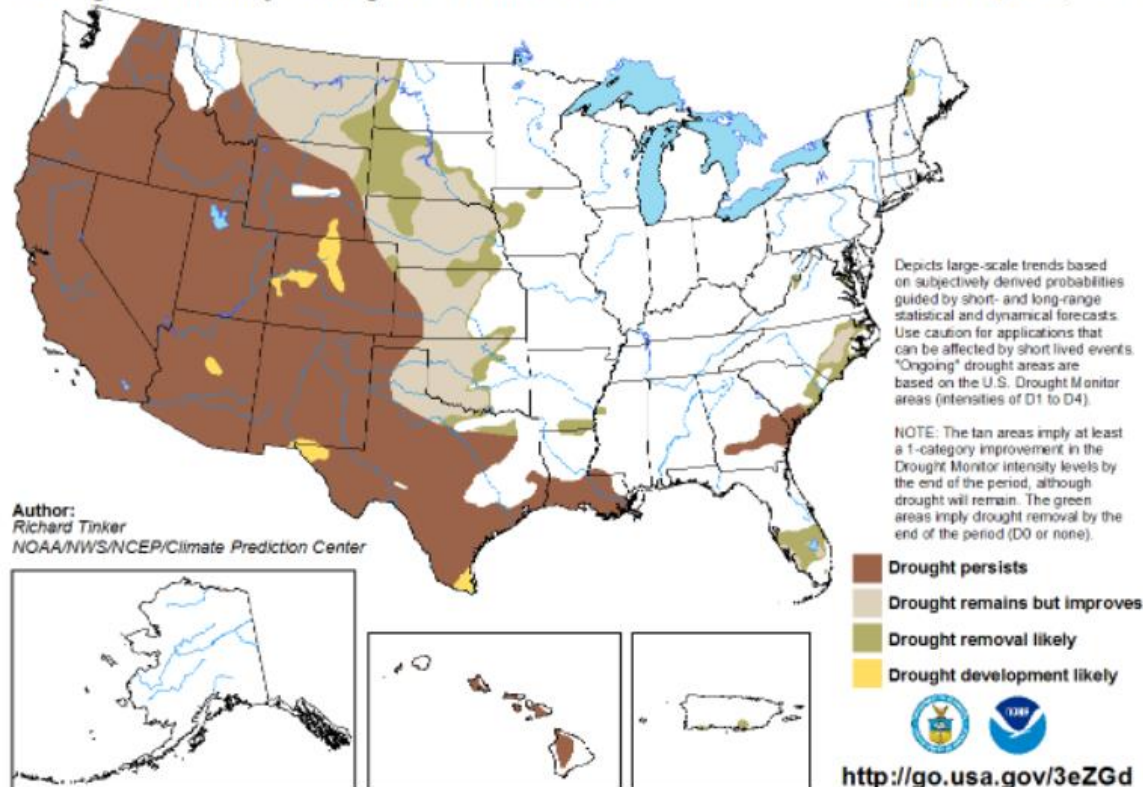 Depicts large-scale trends based
on subjectively derived probabilities
guided by short- and long-range
statistical and dynamical forecasts.
Use caution for applications that
can be affected by short lived events.
"Ongoing" drought areas are
based on the U.S. Drought Monitor
areas (intensities of D1 to D4).
NOTE: The tan areas imply at least
a 1-category improvement in the
Drought Monitor intensity levels by
the end of the period, although
drought will remain. The green
areas imply drought removal by the
end of the period (D0 or none).
Author:
Richard Tinker
NOAA/NWS/NCEP/Climate Prediction Center
Drought persists
Drought remains but improves
Drought removal likely
Drought development likely
NOAA
http://go.usa.gov/3eZGd